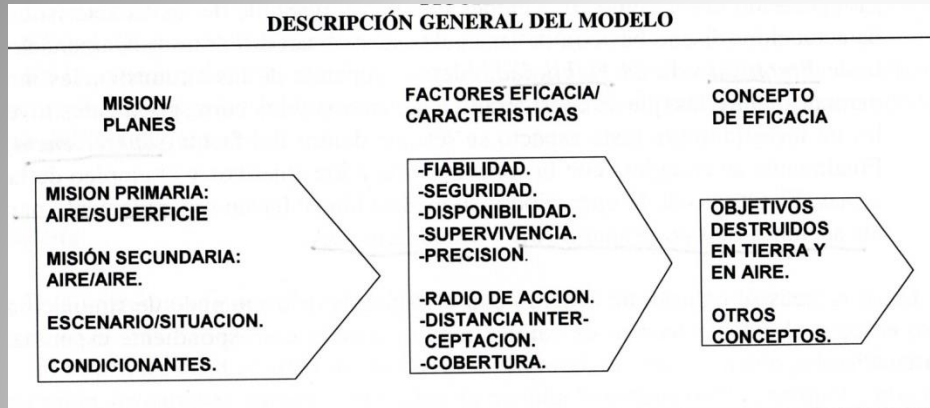 DESCRIPCIÓN GENERAL DEL MODELO
MISION/
PLANES
MISION PRIMARIA:
AIRE/SUPERFICIE
MISIÓN SECUNDARIA:
AIRE/AIRE.
ESCENARIO/SITUACION.
CONDICIONANTES.
FACTORES EFICACIA/
CARACTERISTICAS
-FIABILIDAD.
-SEGURIDAD.
-DISPONIBILIDAD.
-SUPERVIVENCIA.
-PRECISION.
-RADIO DE ACCION.
-DISTANCIA INTER-
CEPTACION.
-COBERTURA.
CONCEPTO
DE EFICACIA
OBJETIVOS
DESTRUIDOS
EN TIERRA Y
EN AIRE.
OTROS
CONCEPTOS.